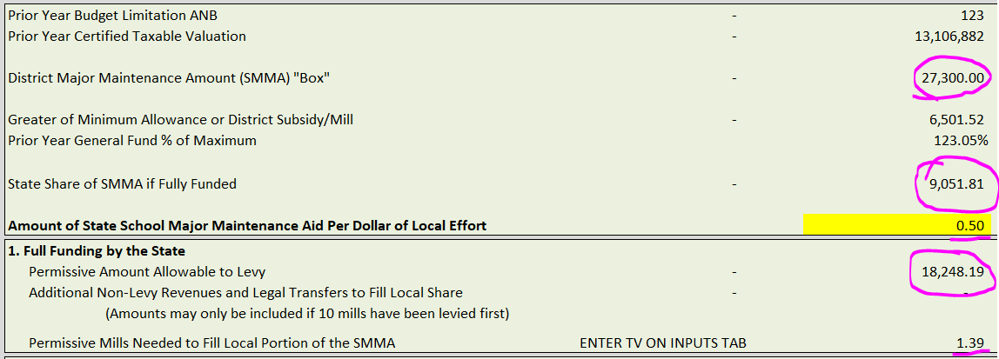 Prior Year Budget Limitation ANB - 123
Prior Year Certified Taxable Valuation - 13,106,882
District Major Maintenance Amount (SMMA) "Box" - 27,300.00
Greater of Minimum Allowance or District Subsidy/Mill 6,501.52
Prior Year General Fund % of Maximum 123.05%
State Share of SMMA if Fully Funded - 9,051.81
Amount of State School Major Maintenance Aid Per Dollar of Local Effort 0.50
1. Full Funding by the State
Permissive Amount Allowable to Levy - 18,248.19
Additional Non-Levy Revenues and Legal Transfers to Fill Local Share - -
(Amounts may only be included if 10 mills have been levied first)
Permissive Mills Needed to Fill Local Portion of the SMMA ENTER TV ON INPUTS TAB 1.39